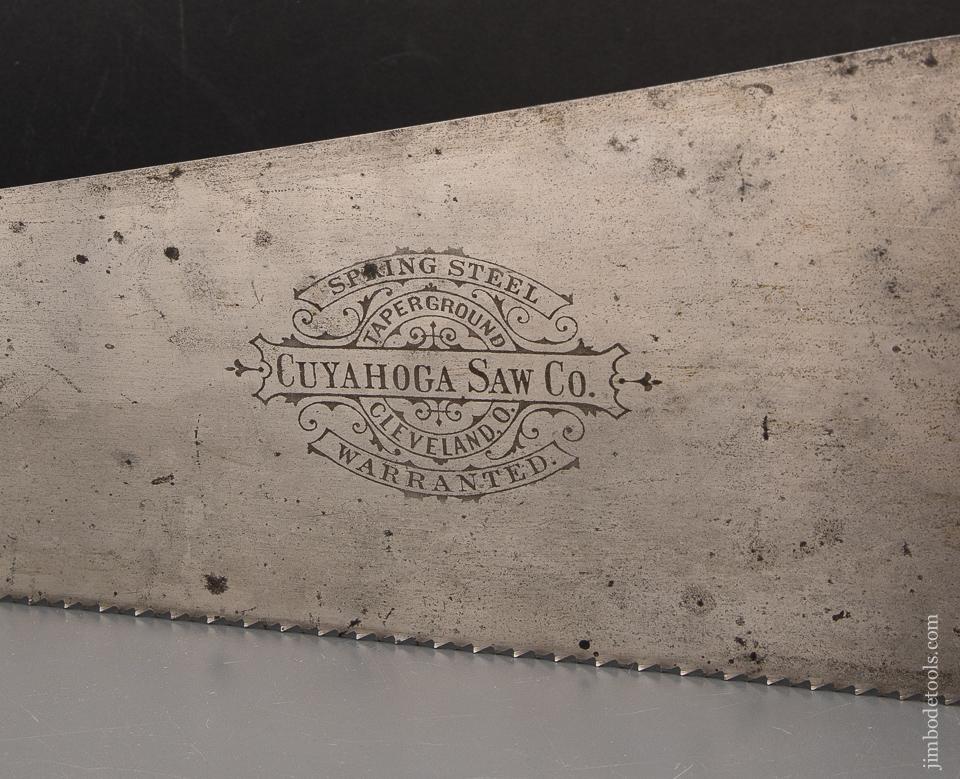 SPRING STEEL
TAPERGROUND
CUYAHOGA SAW CO.
CLEVELAND, O.
WARRANTED.
jimbodetools.com